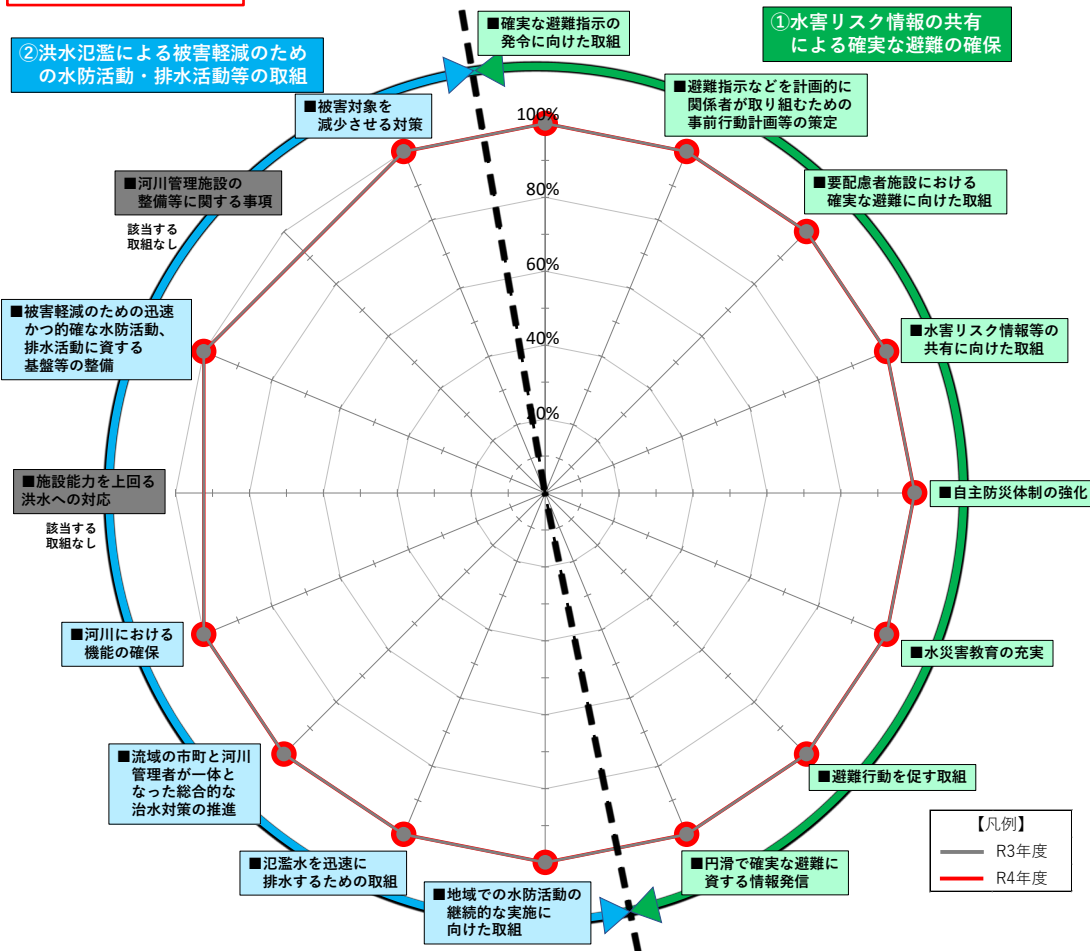 ■確実な避難指示の
発令に向けた取組
①水害リスク情報の共有
による確実な避難の確保
②洪水氾濫による被害軽減のため
の水防活動・排水活動等の取組
■避難指示などを計画的に
関係者が取り組むための
事前行動計画等の策定
■被害対象を
減少させる対策
100%
■河川管理施設の
整備等に関する事項
該当する
取組なし
■要配慮者施設における
確実な避難に向けた取組
80%
60%
■被害軽減のための迅速
かつ的確な水防活動、
排水活動に資する
基盤等の整備
■水害リスク情報等の
共有に向けた取組
40%
20%
■施設能力を上回る
洪水への対応
該当する
取組なし
■自主防災体制の強化
■河川における
機能の確保
■水災害教育の充実
■流域の市町と河川
管理者が一体と
なった総合的な
治水対策の推進
■避難行動を促す取組
■氾濫水を迅速に
排水するための取組
■地域での水防活動の
継続的な実施に
向けた取組
■円滑で確実な避難に
資する情報発信
【凡例】
R3年度
R4年度